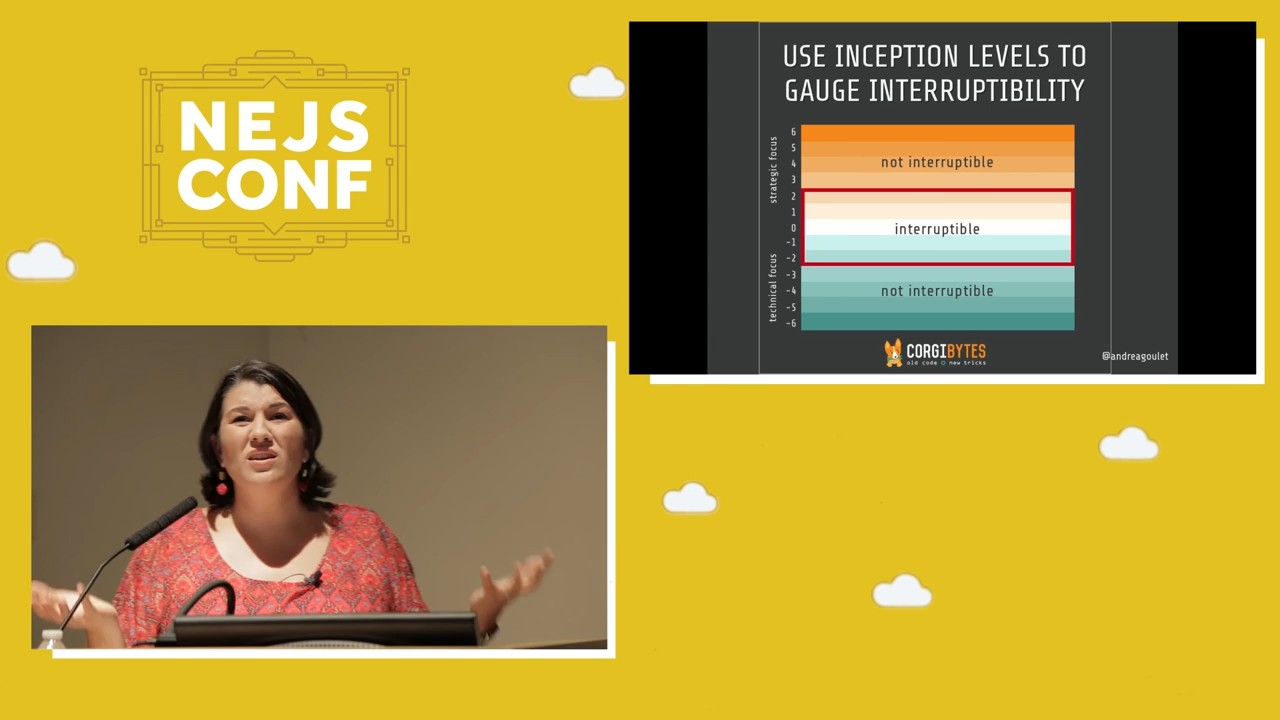 NEJS
CONF
USE INCEPTION LEVELS TO
GAUGE INTERRUPTIBILITY
strategic focus
technical focus
6
5
4
3
2
1
0
-1
-2
-3
-4
-5
-6
not interruptible
interruptible
not interruptible
CORGIBYTES
old code new tricks
@andreagoulet